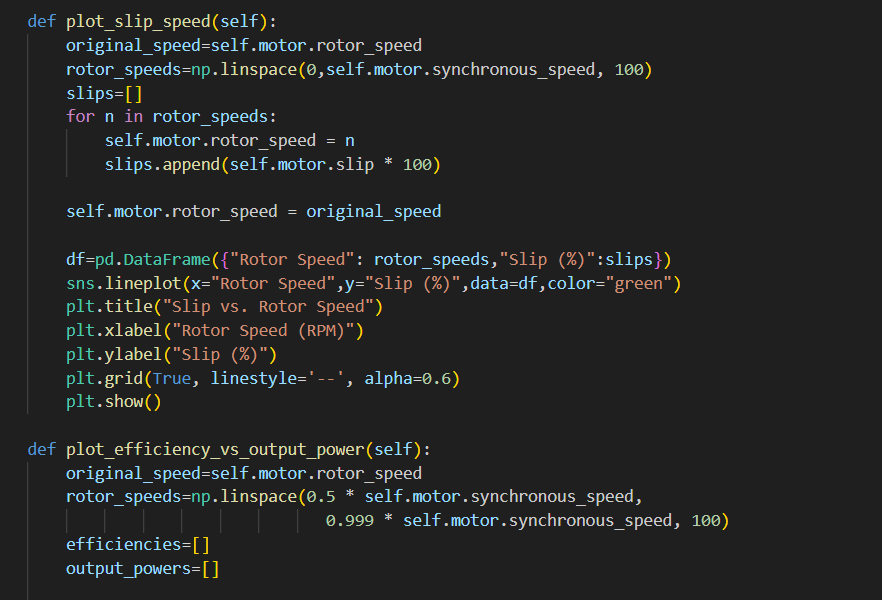 def plot_slip_speed(self):
    original_speed=self.motor.rotor_speed
    rotor_speeds=np.linspace(0,self.motor.synchronous_speed, 100)
    slips=[]
    for n in rotor_speeds:
        self.motor.rotor_speed = n
        slips.append(self.motor.slip * 100)

    self.motor.rotor_speed = original_speed

    df=pd.DataFrame({"Rotor Speed": rotor_speeds,"Slip (%)":slips})
    sns.lineplot(x="Rotor Speed",y="Slip (%)",data=df,color="green")
    plt.title("Slip vs. Rotor Speed")
    plt.xlabel("Rotor Speed (RPM)")
    plt.ylabel("Slip (%)")
    plt.grid(True, linestyle='--', alpha=0.6)
    plt.show()

def plot_efficiency_vs_output_power(self):
    original_speed=self.motor.rotor_speed
    rotor_speeds=np.linspace(0.5 * self.motor.synchronous_speed,
                               0.999 * self.motor.synchronous_speed, 100)
    efficiencies=[]
    output_powers=[]